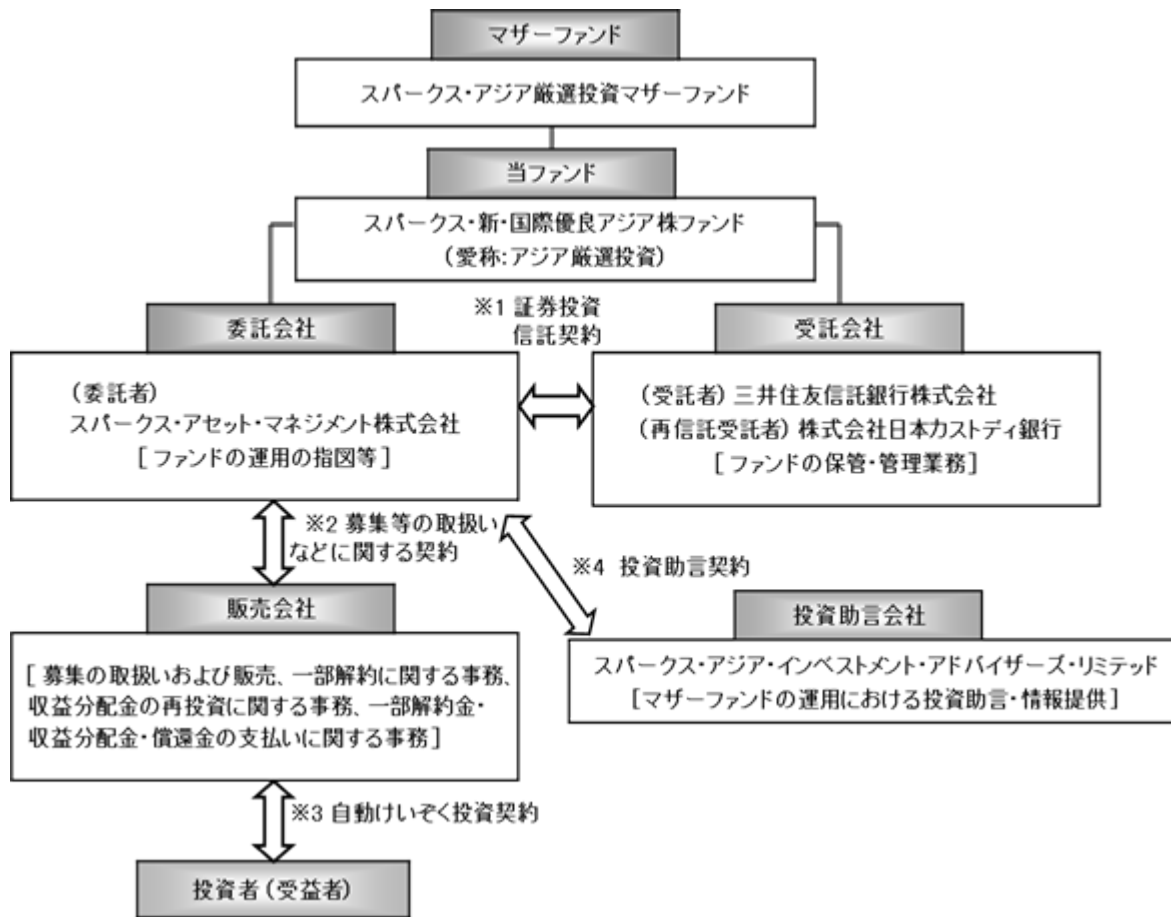 マザーファンド
スパークス・アジア厳選投資マザーファンド
当ファンド
スパークス・新・国際優良アジア株ファンド
(愛称:アジア厳選投資)
※1 証券投資
信託契約
委託会社
(委託者)
スパークス・アセット・マネジメント株式会社
[ファンドの運用の指図等]
受託会社
(受託者) 三井住友信託銀行株式会社
(再信託受託者) 株式会社日本カストディ銀行
[ファンドの保管・管理業務]
※2 募集等の取扱い
などに関する契約
※4 投資助言契約
販売会社
[募集の取扱いおよび販売、一部解約に関する事務、
収益分配金の再投資に関する事務、一部解約金・
収益分配金・償還金の支払いに関する事務]
投資助言会社
スパークス・アジア・インベストメント・アドバイザーズ・リミテッド
[マザーファンドの運用における投資助言・情報提供]
※3 自動けいぞく投資契約
投資者(受益者)